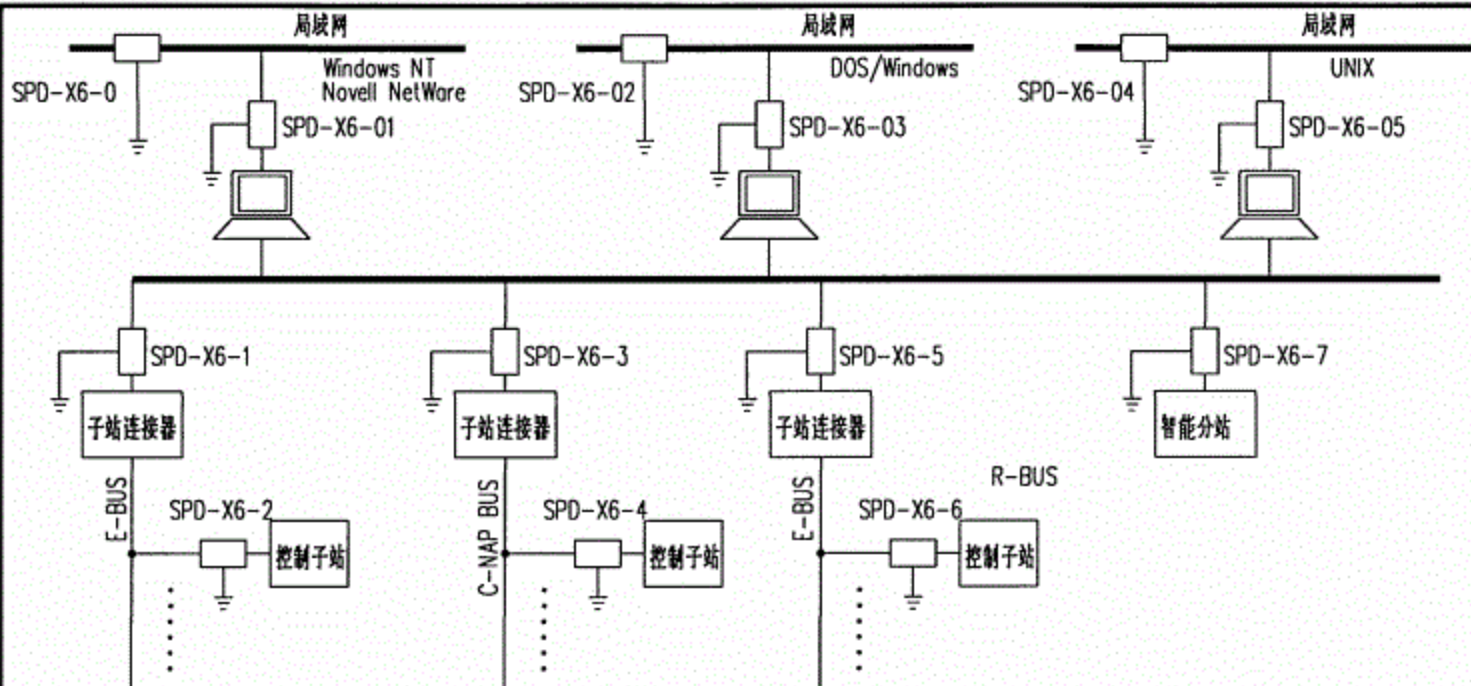 局域网
局域网
局域网
Windows NT
Novell NetWare
DOS/Windows
UNIX
SPD-X6-0
SPD-X6-02
SPD-X6-04
SPD-X6-01
SPD-X6-03
SPD-X6-05
SPD-X6-1
SPD-X6-3
SPD-X6-5
SPD-X6-7
子站连接器
子站连接器
子站连接器
智能分站
E-BUS
C-NAP BUS
E-BUS
R-BUS
SPD-X6-2
SPD-X6-4
SPD-X6-6
控制子站
控制子站
控制子站